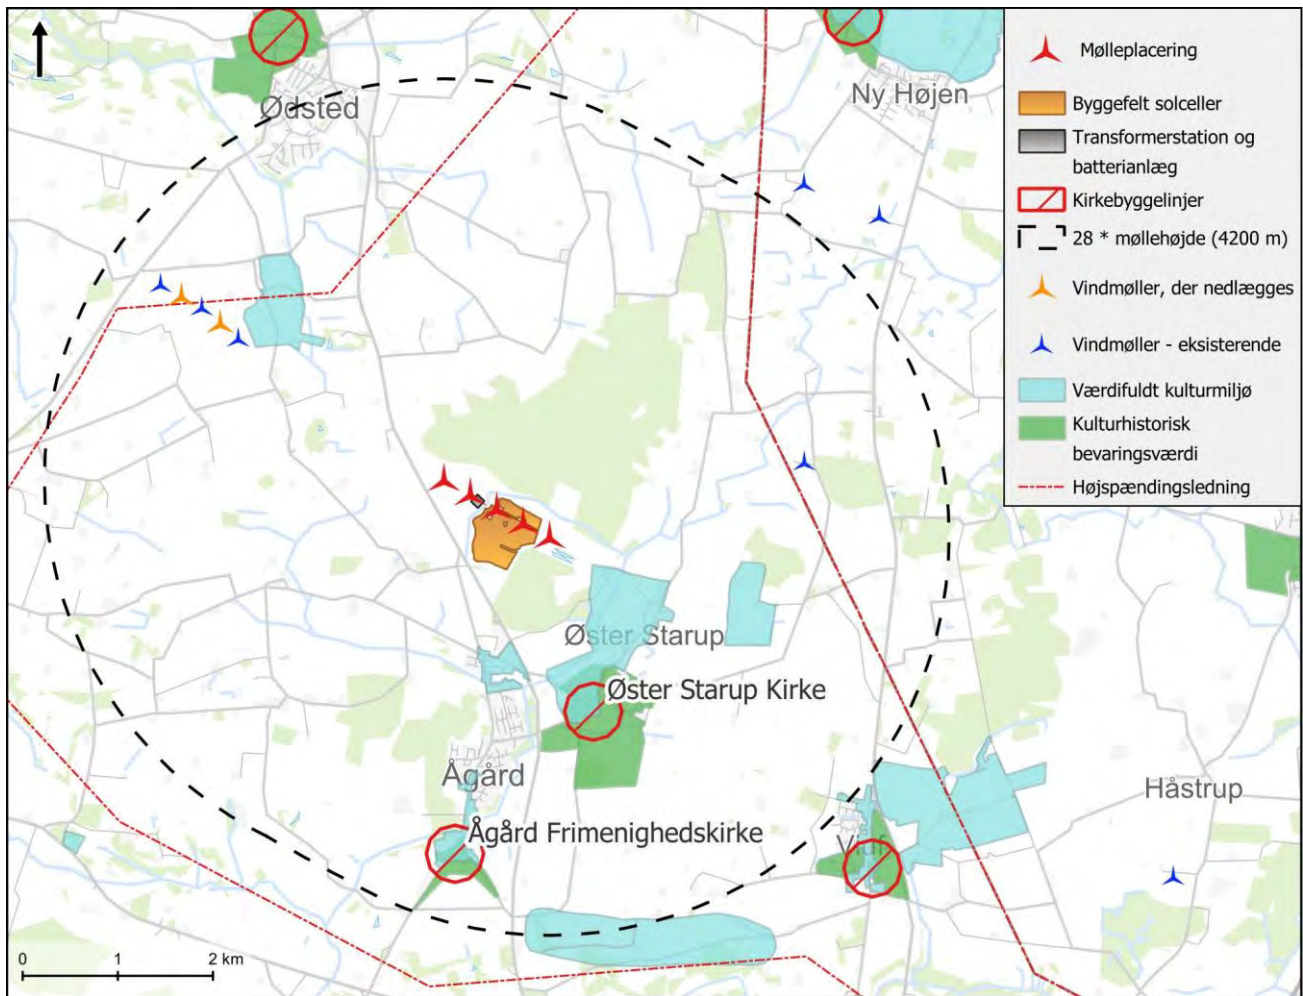 Ødsted
Ny Højen
Øster Starup
Øster Starup Kirke
Ågård
Ågård Frimenighedskirke
Håstrup
0 1 2 km
Mølleplacering
Byggefelt solceller
Transformerstation og
batterianlæg
Kirkebyggelinjer
28 * møllehøjde (4200 m)
Vindmøller, der nedlægges
Vindmøller - eksisterende
Værdifuldt kulturmiljø
Kulturhistorisk
bevaringsværdi
Højspændingsledning